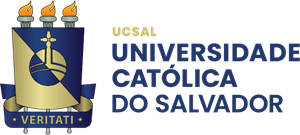 UCSAL
UNIVERSIDADE
CATÓLICA
DO SALVADOR
VERITATI